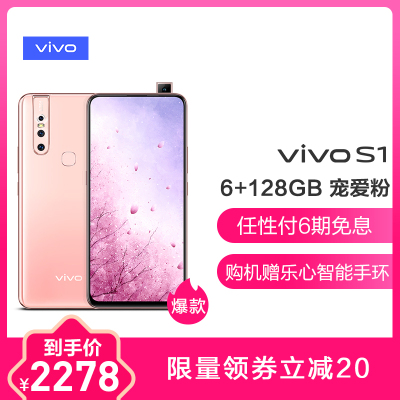 vivo
vivo S1
6+128GB 宠爱粉
任性付6期免息
购机赠乐心智能手环
vivo
爆款
到手价
¥2278
限量领券立减20